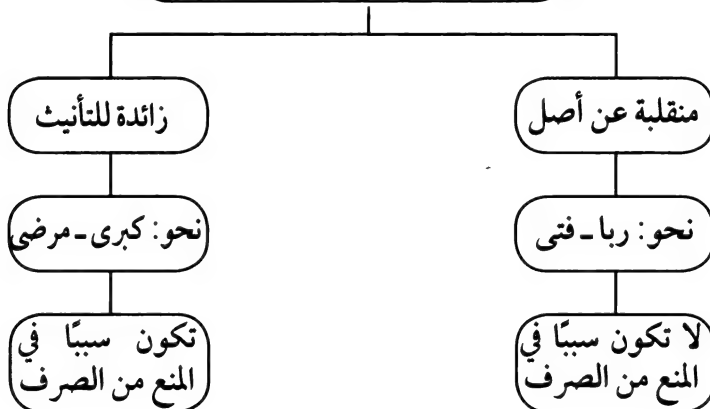 منقلبة عن أصل
زائدة للتأنيث
نحو: ربا ـ فتى
نحو: كبرى ـ مرضى
لا تكون سببًا في
المنع من الصرف
تكون سببًا في
المنع من الصرف